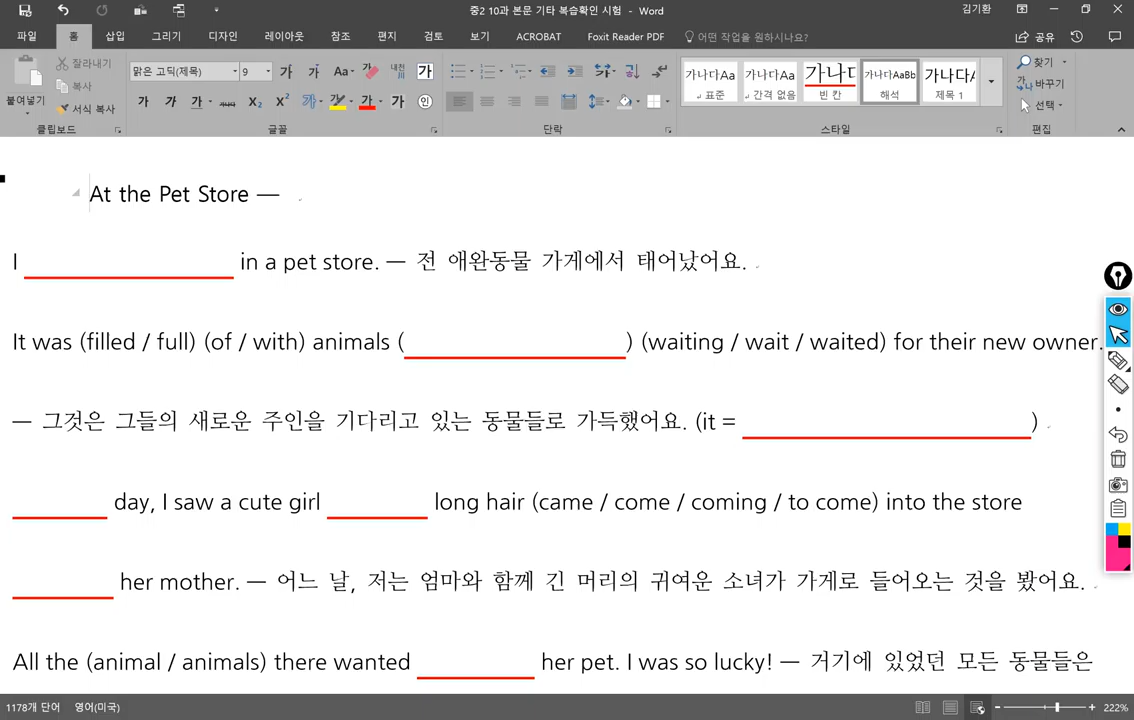 중2 10과 본문 기타 복습확인 시험 - Word
김기환
파일 홈 삽입 그리기 디자인 레이아웃 참조 편지 검토 보기 ACROBAT Foxit Reader PDF 어떤 작업을 원하시나요?
공유
붙여넣기
잘라내기
복사
서식 복사
클립보드
맑은 고딕(제목) 9
글꼴
단락
가나다Aa 표준
가나다Aa 간격 없음
빈 칸
가나다AaBb 해석
제목 1
스타일
찾기
바꾸기
선택
편집
At the Pet Store —
I in a pet store. — 전 애완동물 가게에서 태어났어요.
It was (filled / full) (of / with) animals ( ) (waiting / wait / waited) for their new owner.
— 그것은 그들의 새로운 주인을 기다리고 있는 동물들로 가득했어요. (it = )
day, I saw a cute girl long hair (came / come / coming / to come) into the store
her mother. — 어느 날, 저는 엄마와 함께 긴 머리의 귀여운 소녀가 가게로 들어오는 것을 봤어요.
All the (animal / animals) there wanted her pet. I was so lucky! — 거기에 있었던 모든 동물들은
1178개 단어 영어(미국)
222%